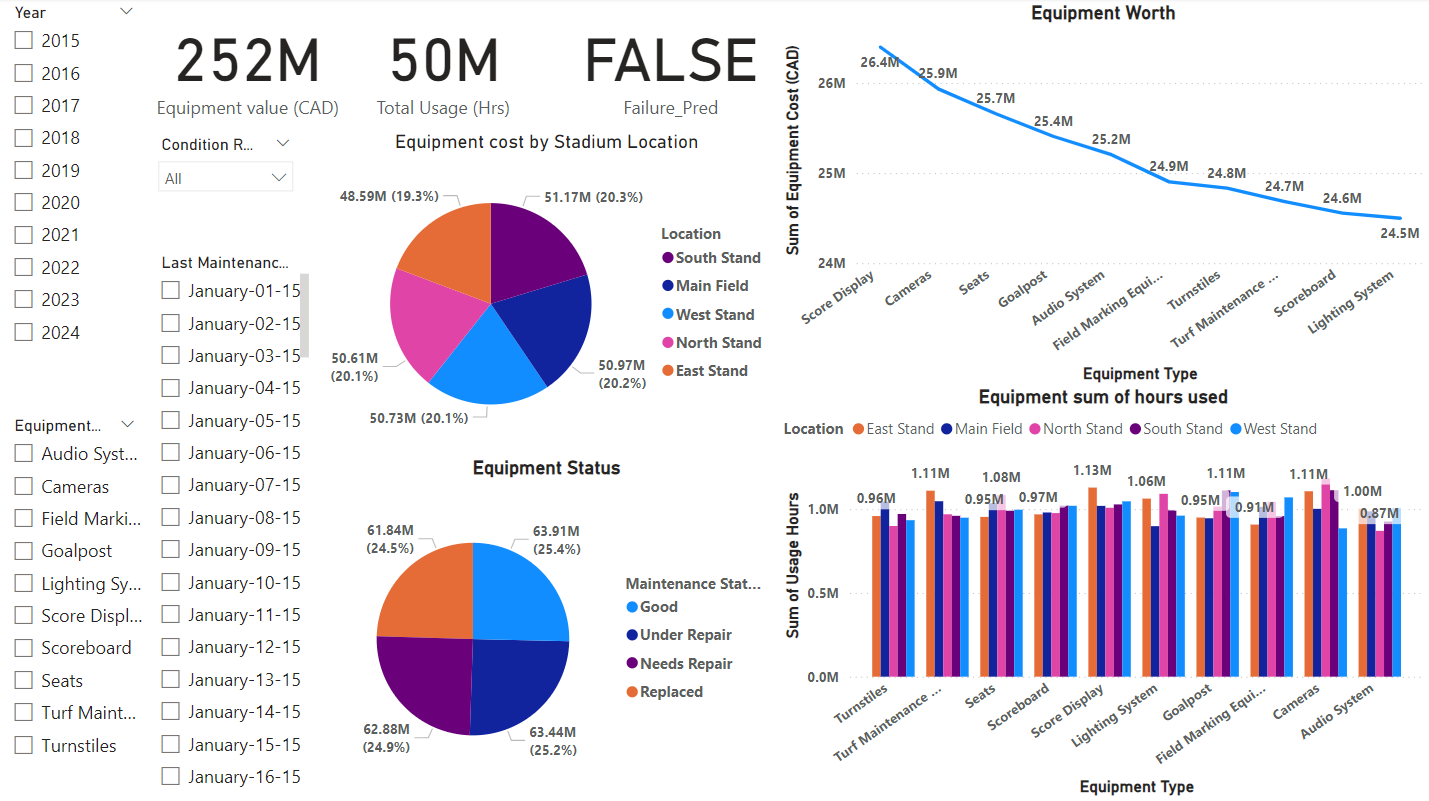 Year
2015
2016
2017
2018
2019
2020
2021
2022
2023
2024
Equipment...
Audio Syst...
Cameras
Field Marki...
Goalpost
Lighting Sy...
Score Displ...
Scoreboard
Seats
Turf Maint...
Turnstiles
252M
Equipment value (CAD)
50M
Total Usage (Hrs)
FALSE
Failure_Pred
Condition R...
All
Last Maintenanc...
January-01-15
January-02-15
January-03-15
January-04-15
January-05-15
January-06-15
January-07-15
January-08-15
January-09-15
January-10-15
January-11-15
January-12-15
January-13-15
January-14-15
January-15-15
January-16-15
Equipment cost by Stadium Location
48.59M (19.3%)
51.17M (20.3%)
50.61M
(20.1%)
50.97M
(20.2%)
50.73M (20.1%)
Location
South Stand
Main Field
West Stand
North Stand
East Stand
Equipment Status
61.84M
(24.5%)
63.91M
(25.4%)
62.88M
(24.9%)
63.44M
(25.2%)
Maintenance Stat...
Good
Under Repair
Needs Repair
Replaced
Equipment Worth
Sum of Equipment Cost (CAD)
26M
25M
24M
26.4M
25.9M
25.7M
25.4M
25.2M
24.9M
24.8M
24.7M
24.6M
24.5M
Score Display
Cameras
Seats
Goalpost
Audio System
Field Marking Equi...
Turnstiles
Turf Maintenance ...
Scoreboard
Lighting System
Equipment Type
Equipment sum of hours used
Location
East Stand
Main Field
North Stand
South Stand
West Stand
Sum of Usage Hours
1.0M
0.5M
0.0M
0.96M
1.11M
0.95M
1.08M
0.97M
1.13M
1.06M
0.95M
1.11M
0.91M
1.11M
1.00M
0.87M
Turnstiles
Turf Maintenance ...
Seats
Scoreboard
Score Display
Lighting System
Goalpost
Field Marking Equi...
Cameras
Audio System
Equipment Type